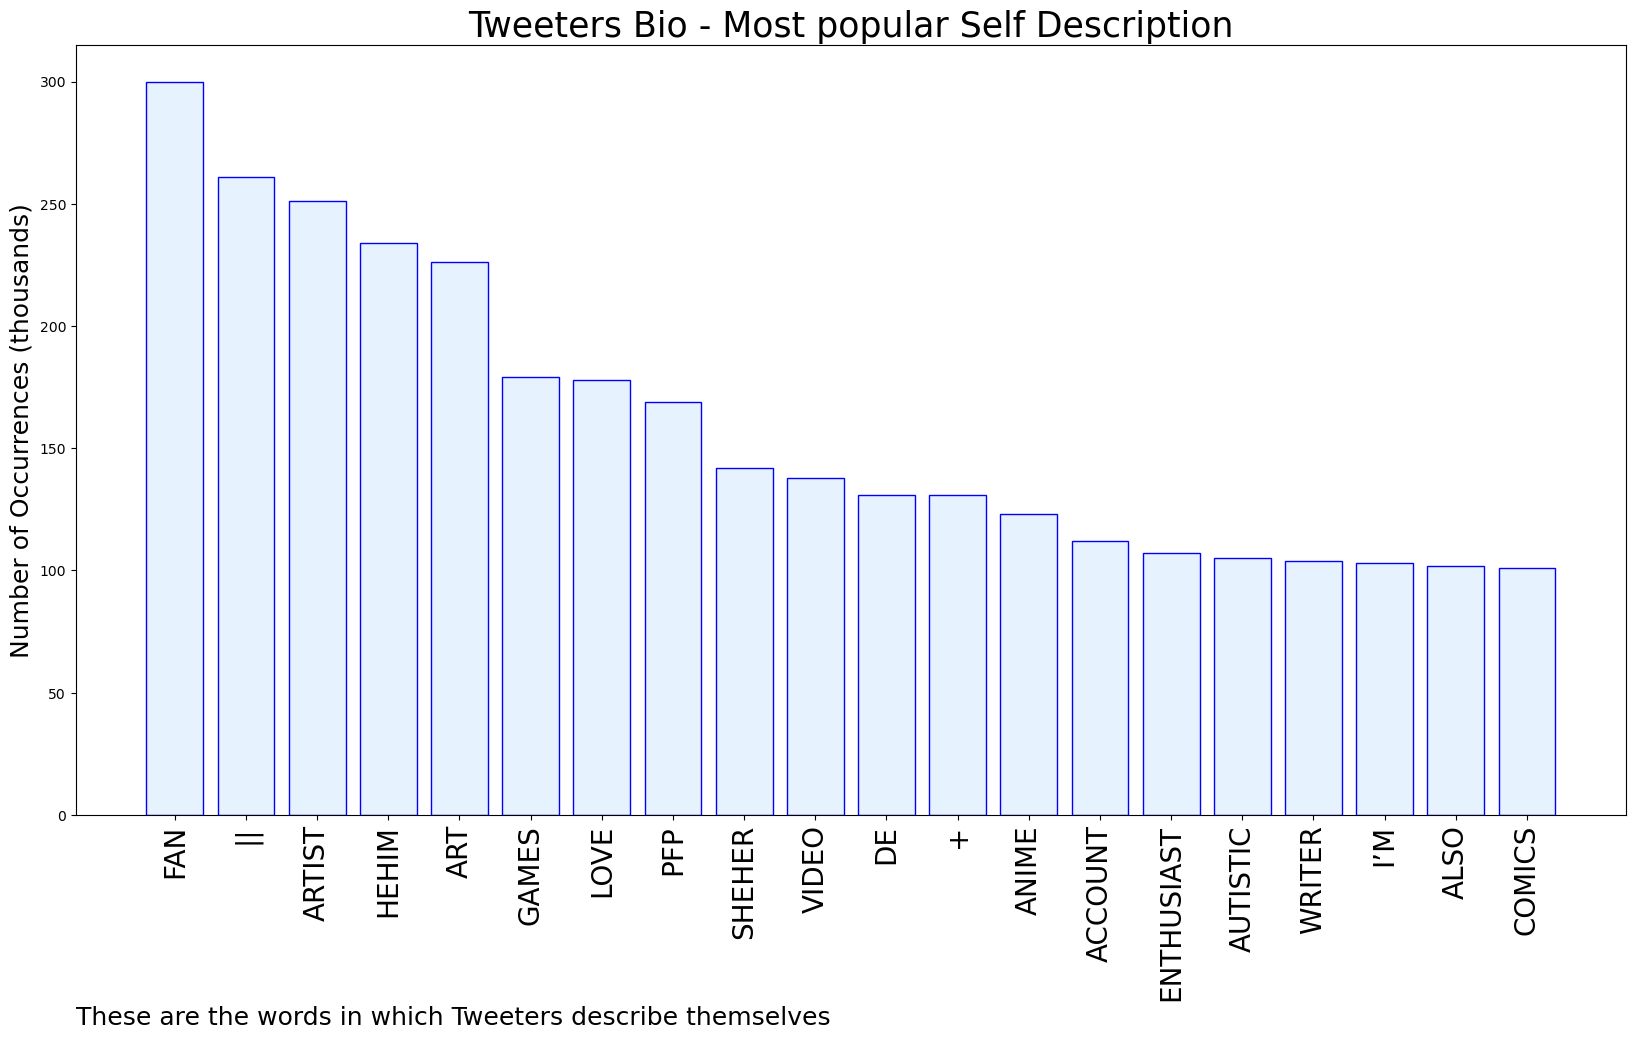 Tweeters Bio - Most popular Self Description
Number of Occurrences (thousands)
300
250
200
150
100
50
0
FAN
||
ARTIST
HEHIM
ART
GAMES
LOVE
PFP
SHEHER
VIDEO
DE
+
ANIME
ACCOUNT
ENTHUSIAST
AUTISTIC
WRITER
I’M
ALSO
COMICS
These are the words in which Tweeters describe themselves